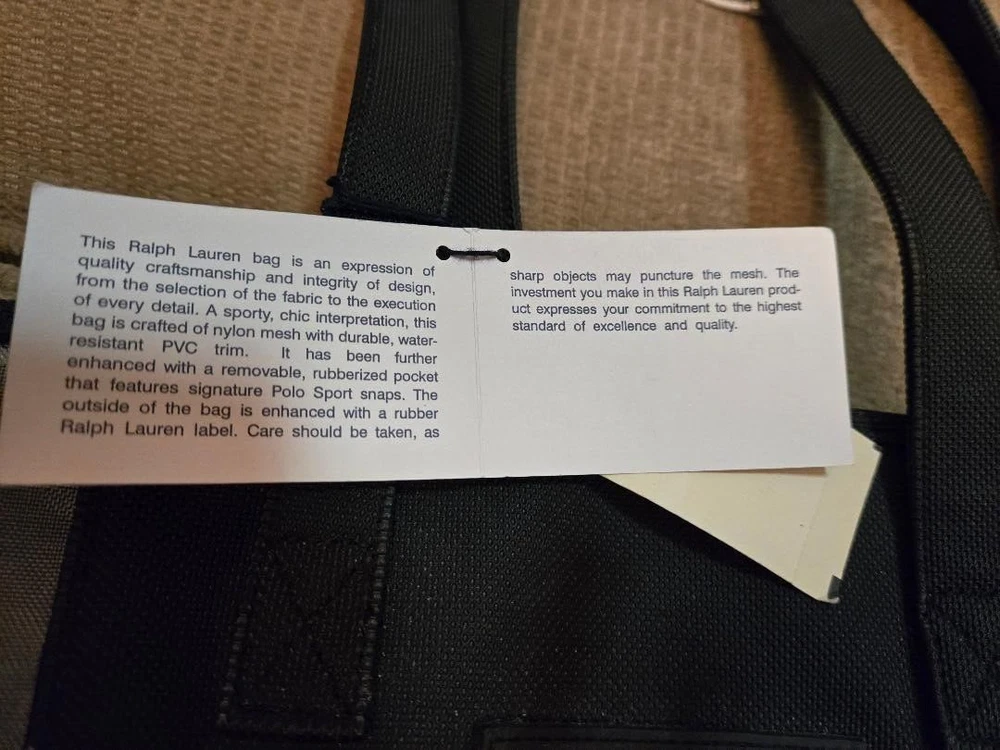 This Ralph Lauren bag is an expression of
quality craftsmanship and integrity of design,
from the selection of the fabric to the execution
of every detail. A sporty, chic interpretation, this
bag is crafted of nylon mesh with durable, water-
resistant PVC trim. It has been further
enhanced with a removable, rubberized pocket
that features signature Polo Sport snaps. The
outside of the bag is enhanced with a rubber
Ralph Lauren label. Care should be taken, as
sharp objects may puncture the mesh. The
investment you make in this Ralph Lauren prod-
uct expresses your commitment to the highest
standard of excellence and quality.